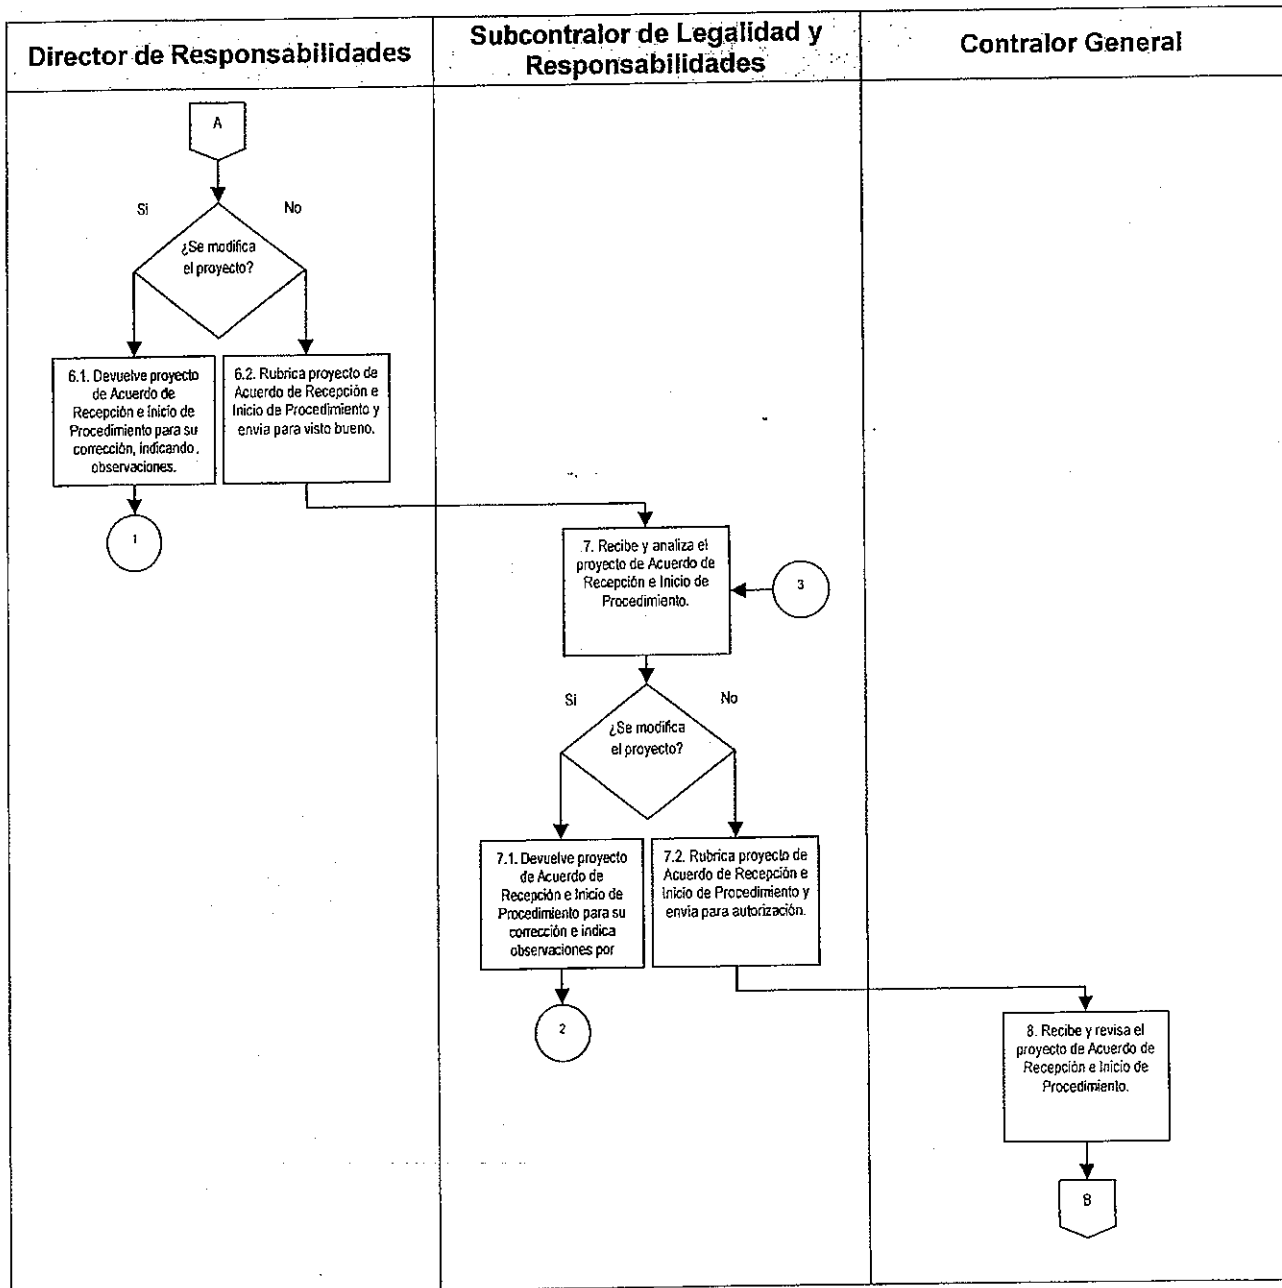 Director de Responsabilidades
Subcontralor de Legalidad y
Responsabilidades
Contralor General
A
Si
No
¿Se modifica
el proyecto?
6.1. Devuelve proyecto
de Acuerdo de
Recepción e Inicio de
Procedimiento para su
corrección, indicando
observaciones.
6.2. Rubrica proyecto de
Acuerdo de Recepción e
Inicio de Procedimiento y
envia para visto bueno.
1
7. Recibe y analiza el
proyecto de Acuerdo de
Recepción e Inicio de
Procedimiento.
3
Si
No
¿Se modifica
el proyecto?
7.1. Devuelve proyecto
de Acuerdo de
Recepción e Inicio de
Procedimiento para su
corrección e indica
observaciones por
7.2. Rubrica proyecto de
Acuerdo de Recepción e
Inicio de Procedimiento y
envia para autorización.
2
8. Recibe y revisa el
proyecto de Acuerdo de
Recepción e Inicio de
Procedimiento.
B